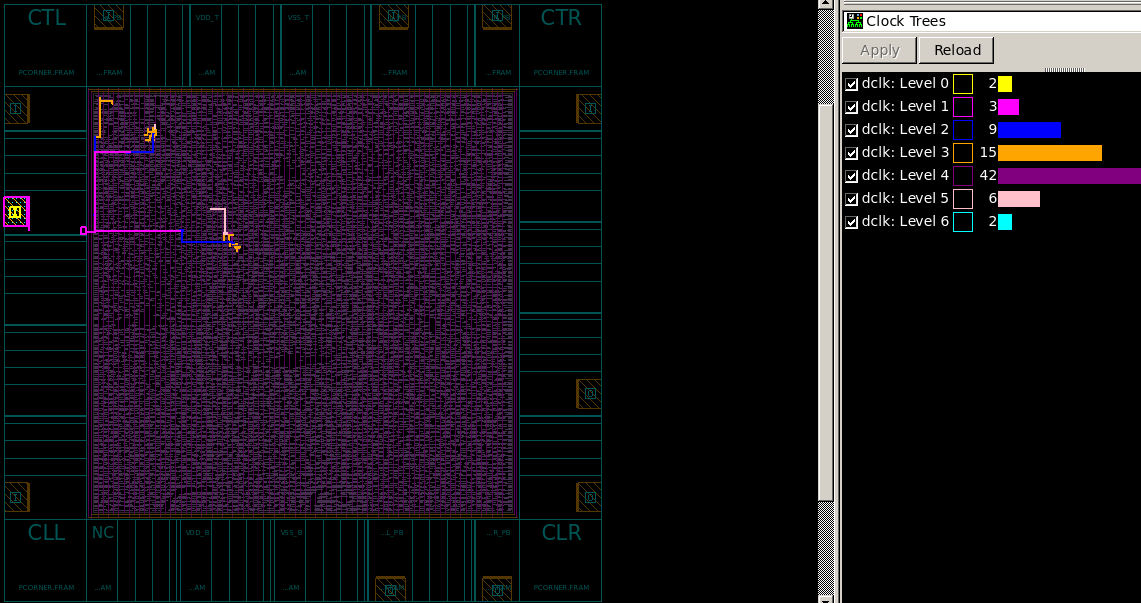 CTL
VDD_T
VSS_T
CTR
PCORNER.FRAM
...FRAM
...AM
...AM
...FRAM
...FRAM
PCORNER.FRAM
CLL
NC
VDD_B
VSS_B
...L_PB
...R_PB
CLR
PCORNER.FRAM
...AM
...AM
...AM
PCORNER.FRAM
Clock Trees
Apply
Reload
dclk: Level 0 2
dclk: Level 1 3
dclk: Level 2 9
dclk: Level 3 15
dclk: Level 4 42
dclk: Level 5 6
dclk: Level 6 2